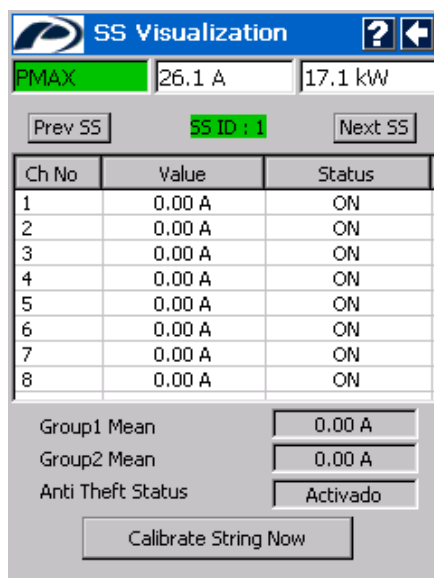 SS Visualization ?
PMAX 26.1 A 17.1 kW
Prev SS SS ID : 1 Next SS
Ch No Value Status
1 0.00 A ON
2 0.00 A ON
3 0.00 A ON
4 0.00 A ON
5 0.00 A ON
6 0.00 A ON
7 0.00 A ON
8 0.00 A ON
Group1 Mean 0.00 A
Group2 Mean 0.00 A
Anti Theft Status Activado
Calibrate String Now